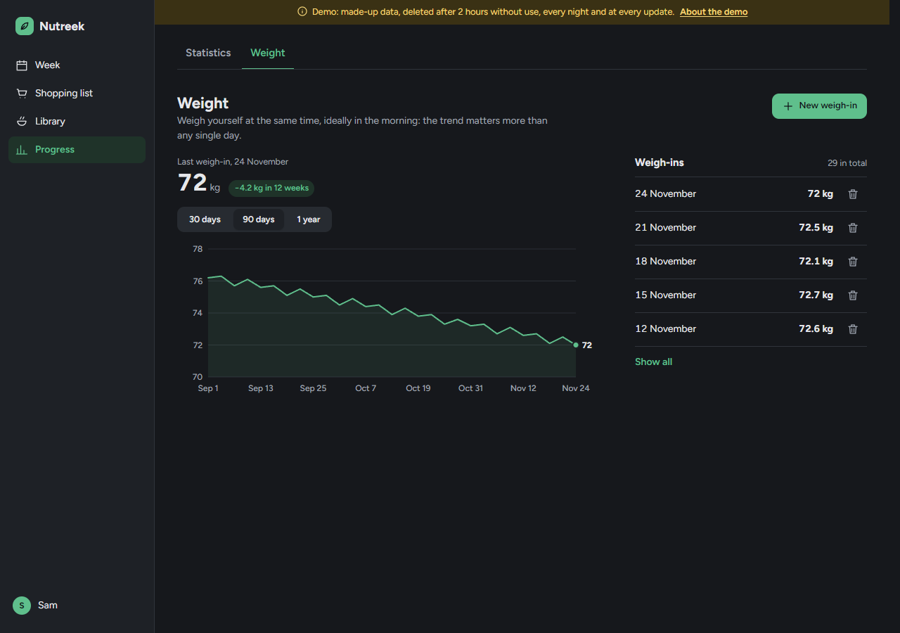 Nutreek
Week
Shopping list
Library
Progress
S
Sam
Demo: made-up data, deleted after 2 hours without use, every night and at every update. About the demo
Statistics
Weight
Weight
Weigh yourself at the same time, ideally in the morning: the trend matters more than
any single day.
New weigh-in
Last weigh-in, 24 November
72 kg
−4.2 kg in 12 weeks
30 days
90 days
1 year
78
76
74
72
70
72
Sep 1
Sep 13
Sep 25
Oct 7
Oct 19
Oct 31
Nov 12
Nov 24
Weigh-ins
29 in total
24 November 72 kg
21 November 72.5 kg
18 November 72.1 kg
15 November 72.7 kg
12 November 72.6 kg
Show all